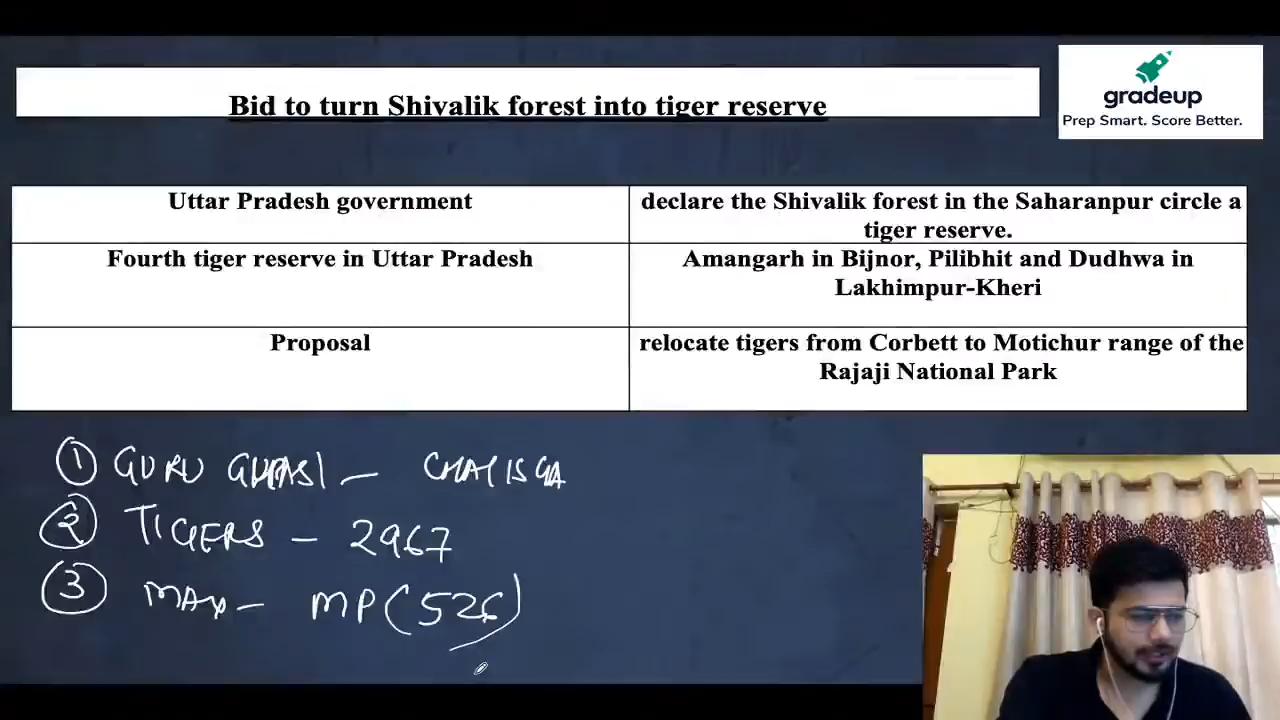 Bid to turn Shivalik forest into tiger reserve
gradeup
Prep Smart. Score Better.
Uttar Pradesh government
declare the Shivalik forest in the Saharanpur circle a
tiger reserve.
Fourth tiger reserve in Uttar Pradesh
Amangarh in Bijnor, Pilibhit and Dudhwa in
Lakhimpur-Kheri
Proposal
relocate tigers from Corbett to Motichur range of the
Rajaji National Park
① GURU –
② TIGERS – 2967
③ MAX – MP (526)